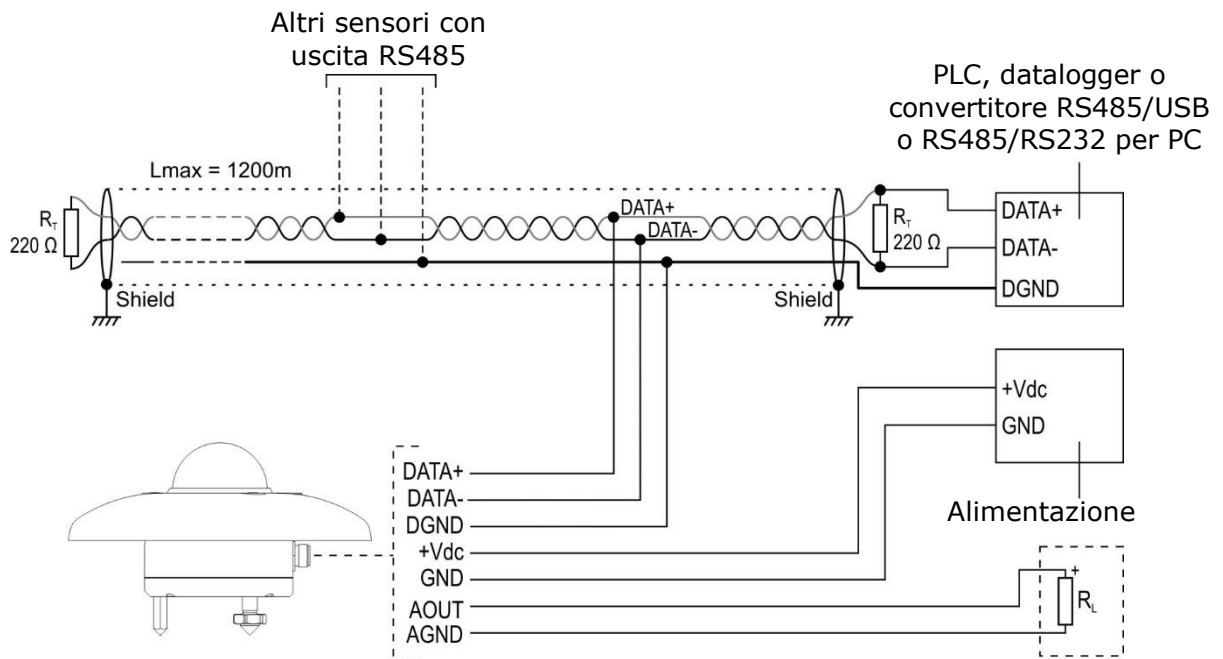 Altri sensori con
uscita RS485
PLC, datalogger o
convertitore RS485/USB
o RS485/RS232 per PC
Lmax = 1200m
DATA+
DATA-
RT
220 Ω
RT
220 Ω
DATA+
DATA-
DGND
Shield
Shield
+Vdc
GND
Alimentazione
DATA+
DATA-
DGND
+Vdc
GND
AOUT
AGND
+
RL